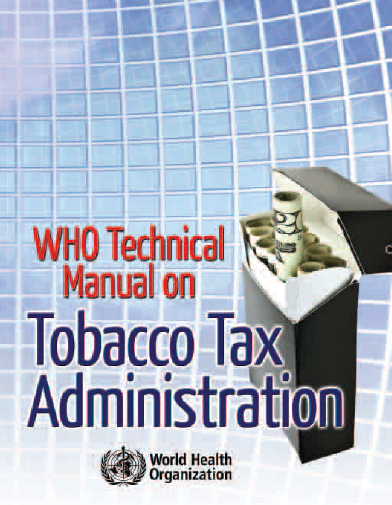 WHO Technical
Manual on
Tobacco Tax
Administration
World Health
Organization